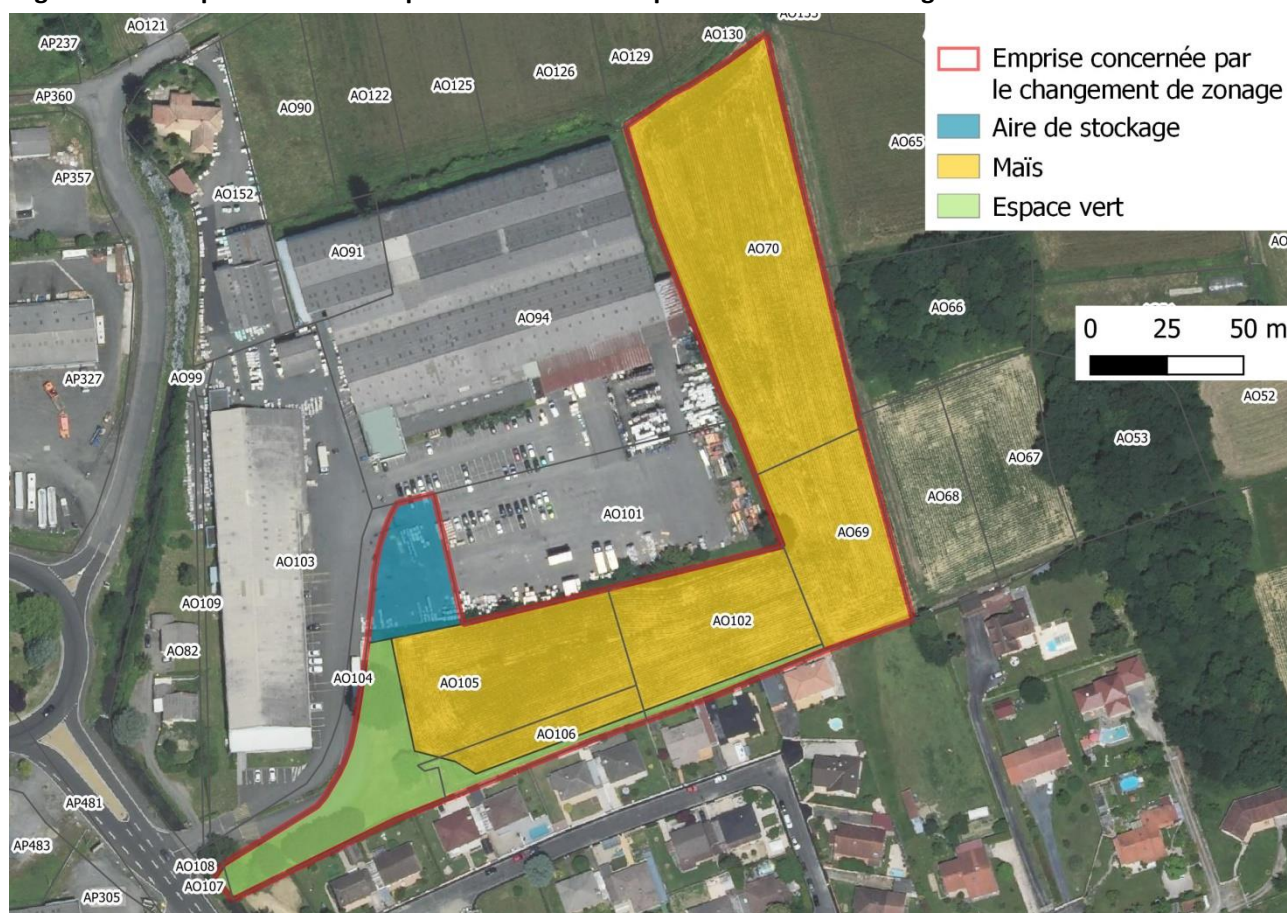 AO121
AP237
AO130
AO129
AO126
AO125
AO122
AO90
AP360
AP357
AO152
AO65
AO91
AO70
AO94
AO66
AP327
AO99
AO52
AO53
AO67
AO68
AO101
AO69
AO103
AO109
AO102
AO82
AO104
AO105
AO106
AP481
AP483
AO108
AO107
AP305
Emprise concernée par
le changement de zonage
Aire de stockage
Maïs
Espace vert
0 25 50 m